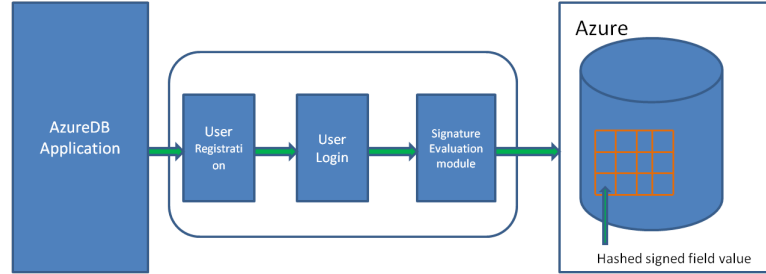 AzureDB
Application
User
Registrati
on
User
Login
Signature
Evaluation
module
Azure
Hashed signed field value